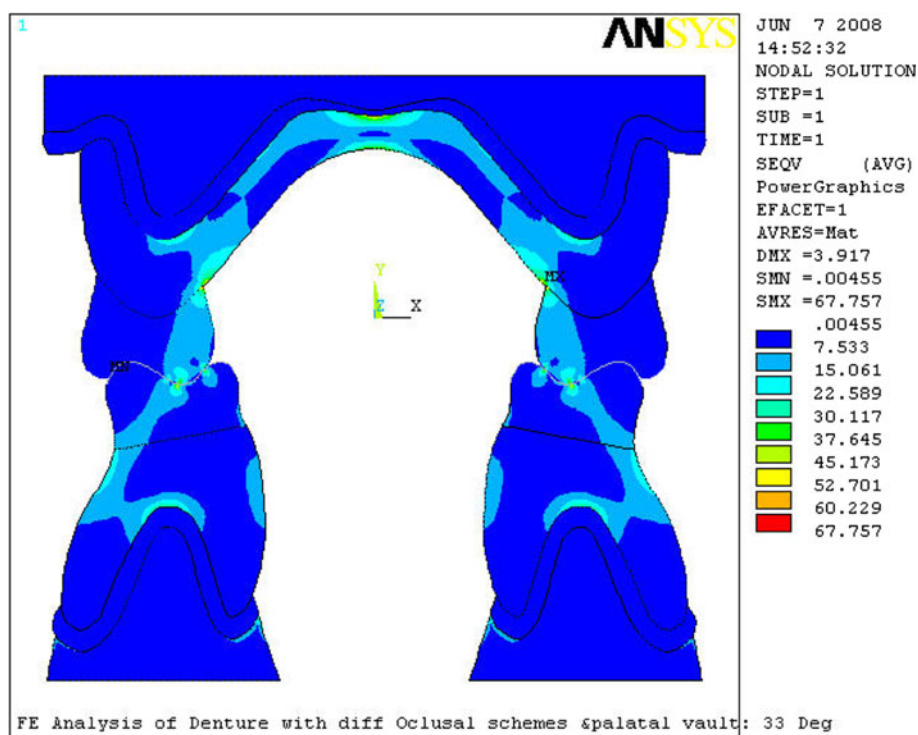 1
ANSYS
JUN 7 2008
14:52:32
NODAL SOLUTION
STEP=1
SUB =1
TIME=1
SEQV (AVG)
PowerGraphics
EFACET=1
AVRES=Mat
DMX =3.917
SMN =.00455
SMX =67.757
.00455
7.533
15.061
22.589
30.117
37.645
45.173
52.701
60.229
67.757
MX
Y
Z X
MN
FE Analysis of Denture with diff Oclusal schemes &palatal vault: 33 Deg